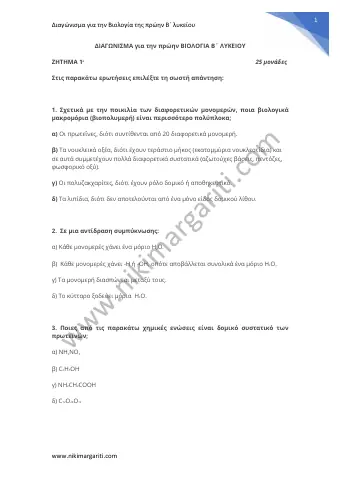 1
Διαγώνισμα για την Βιολογία της πρώην Β΄ λυκείου
ΔΙΑΓΩΝΙΣΜΑ για την πρώην ΒΙΟΛΟΓΙΑ Β΄ ΛΥΚΕΙΟΥ
ΖΗΤΗΜΑ 1ο 25 μονάδες
Στις παρακάτω ερωτήσεις επιλέξτε τη σωστή απάντηση:
1. Σχετικά με την ποικιλία των διαφορετικών μονομερών, ποια βιολογικά
μακρομόρια (βιοπολυμερή) είναι περισσότερο πολύπλοκα;
α) Οι πρωτεΐνες, διότι συντίθενται από 20 διαφορετικά μονομερή.
β) Τα νουκλεϊκά οξέα, διότι έχουν τεράστιο μήκος (εκατομμύρια νουκλεοτίδια) και
σε αυτά συμμετέχουν πολλά διαφορετικά συστατικά (αζωτούχες βάσεις, πεντόζες,
φωσφορικό οξύ).
γ) Οι πολυζακχαρίτες, διότι έχουν ρόλο δομικό ή αποθηκευτικό.
δ) Τα λιπίδια, διότι δεν αποτελούνται από ένα μόνο είδος δομικού λίθου.
2. Σε μια αντίδραση συμπύκνωσης:
α) Κάθε μονομερές χάνει ένα μόριο H₂O.
β) Κάθε μονομερές χάνει -H ή -OH, οπότε αποβάλλεται συνολικά ένα μόριο H₂O.
γ) Τα μονομερή διασπώνται μεταξύ τους.
δ) Το κύτταρο ξοδεύει μόρια H₂O.
3. Ποιες από τις παρακάτω χημικές ενώσεις είναι δομικό συστατικό των
πρωτεϊνών;
α) NH₄NO₃
β) C₂H₅OH
γ) NH₂CH₂COOH
www.nikimargariti.com
www.nikimargariti.com